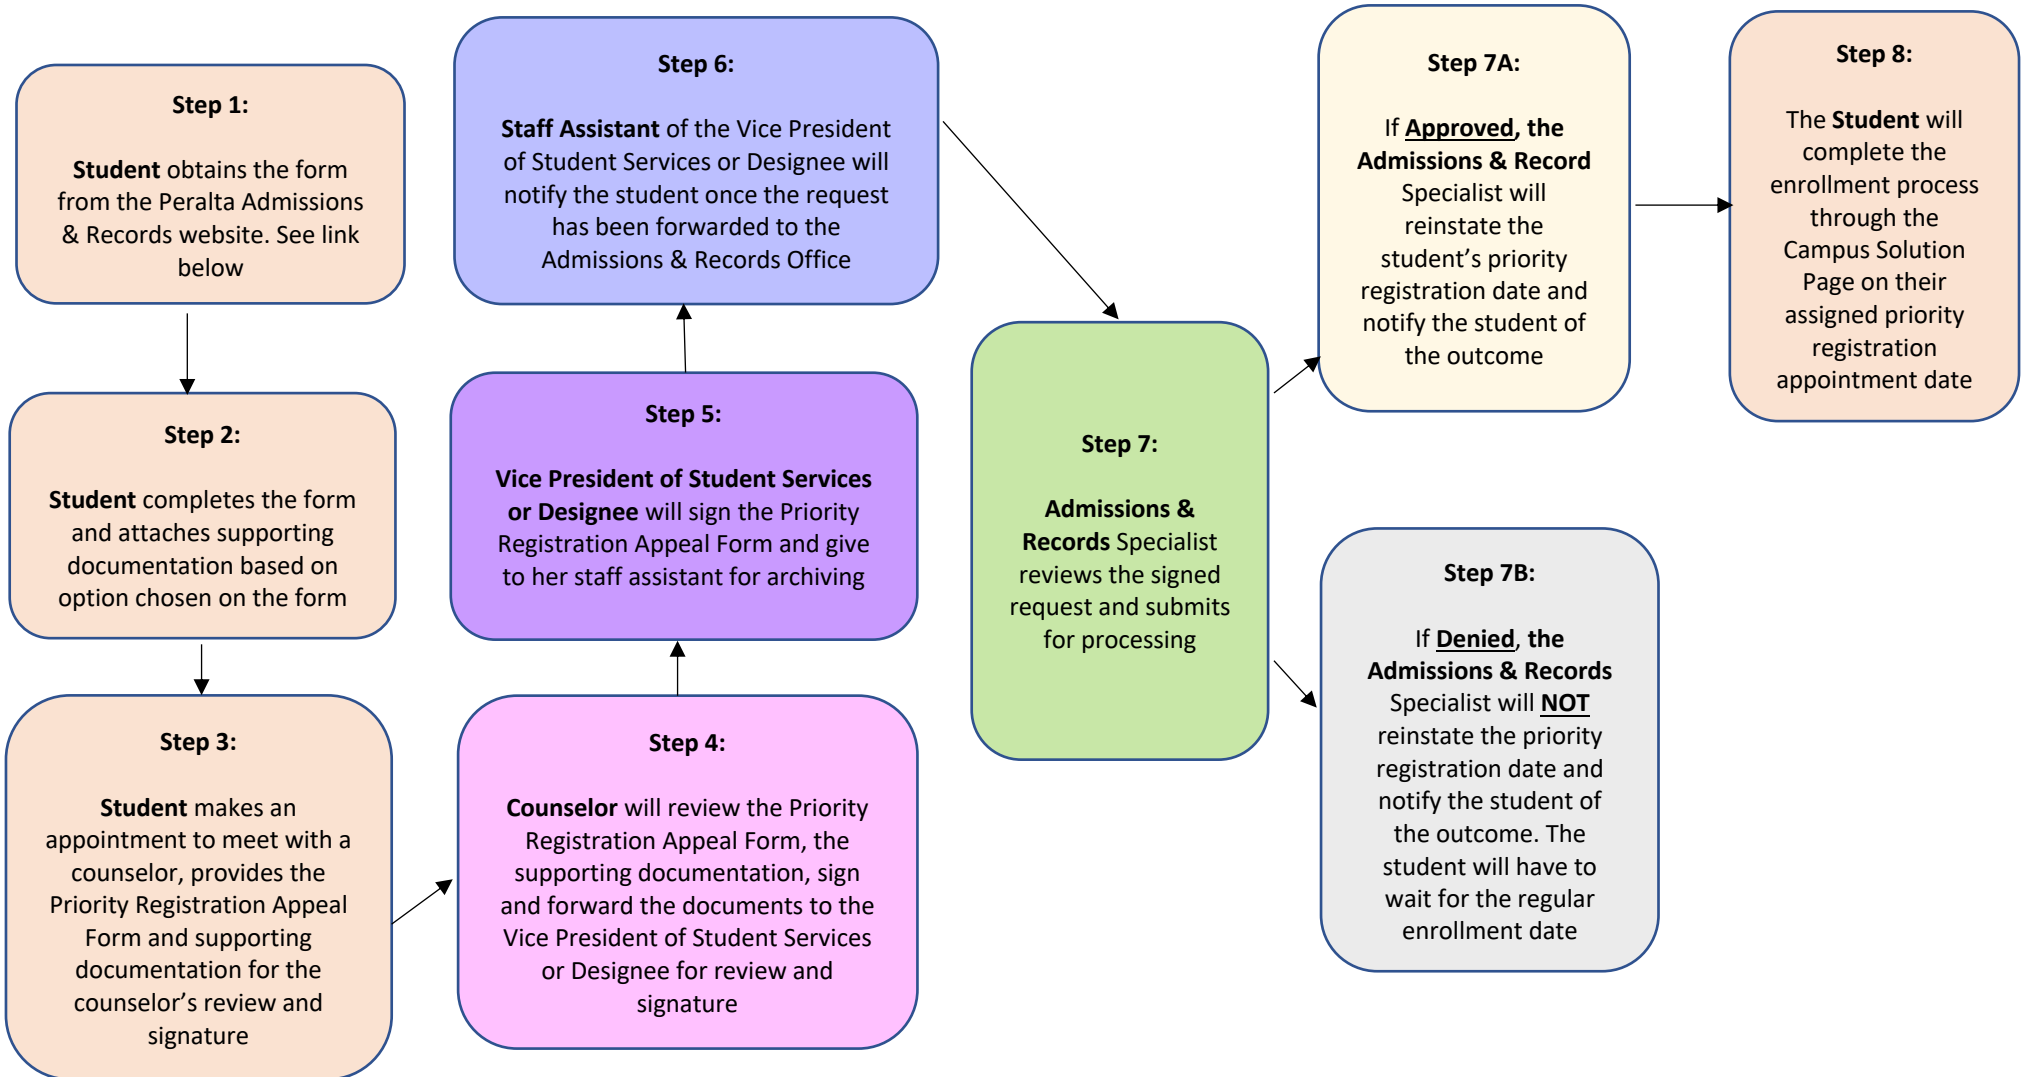 Step 1:
Student obtains the form
from the Peralta Admissions
& Records website. See link
below
Step 2:
Student completes the form
and attaches supporting
documentation based on
option chosen on the form
Step 3:
Student makes an
appointment to meet with a
counselor, provides the
Priority Registration Appeal
Form and supporting
documentation for the
counselor’s review and
signature
Step 4:
Counselor will review the Priority
Registration Appeal Form, the
supporting documentation, sign
and forward the documents to the
Vice President of Student Services
or Designee for review and
signature
Step 5:
Vice President of Student Services
or Designee will sign the Priority
Registration Appeal Form and give
to her staff assistant for archiving
Step 6:
Staff Assistant of the Vice President
of Student Services or Designee will
notify the student once the request
has been forwarded to the
Admissions & Records Office
Step 7:
Admissions &
Records Specialist
reviews the signed
request and submits
for processing
Step 7A:
If Approved, the
Admissions & Record
Specialist will
reinstate the
student’s priority
registration date and
notify the student of
the outcome
Step 7B:
If Denied, the
Admissions & Records
Specialist will NOT
reinstate the priority
registration date and
notify the student of
the outcome. The
student will have to
wait for the regular
enrollment date
Step 8:
The Student will
complete the
enrollment process
through the
Campus Solution
Page on their
assigned priority
registration
appointment date